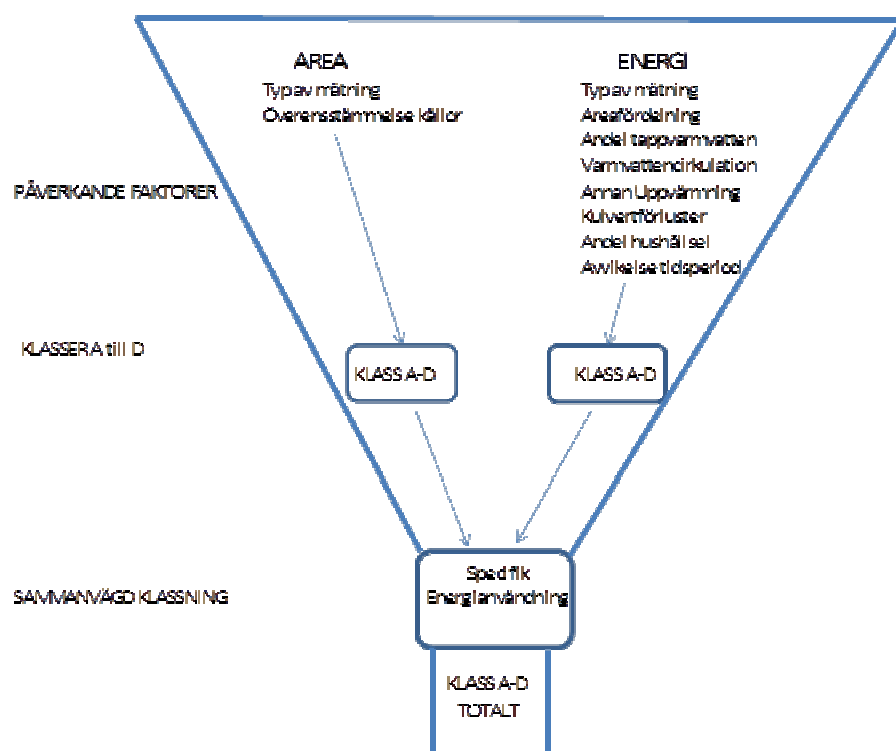 AREA
Typ av mätning
Överensstämmelse källor
ENERGI
Typ av mätning
Areafördelning
Andel tappvarmvatten
Varmvattencirkulation
Annan Uppvärmning
Kulvertförluster
Andel hushållsel
Avvikelse tidsperiod
PÅVERKANDE FAKTORER
KLASSER A till D
KLASS A-D
KLASS A-D
SAMMANVÄGD KLASSNING
Specifik
Energianvändning
KLASS A-D
TOTALT